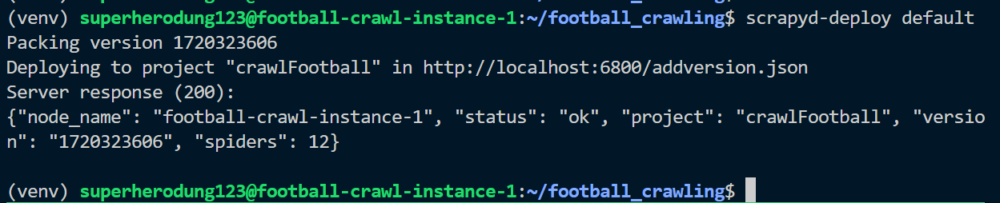 (venv) superherodung123@football-crawl-instance-1:~/football_crawling$ scrapyd-deploy default
Packing version 1720323606
Deploying to project "crawlFootball" in http://localhost:6800/addversion.json
Server response (200):
{"node_name": "football-crawl-instance-1", "status": "ok", "project": "crawlFootball", "versio
n": "1720323606", "spiders": 12}
(venv) superherodung123@football-crawl-instance-1:~/football_crawling$